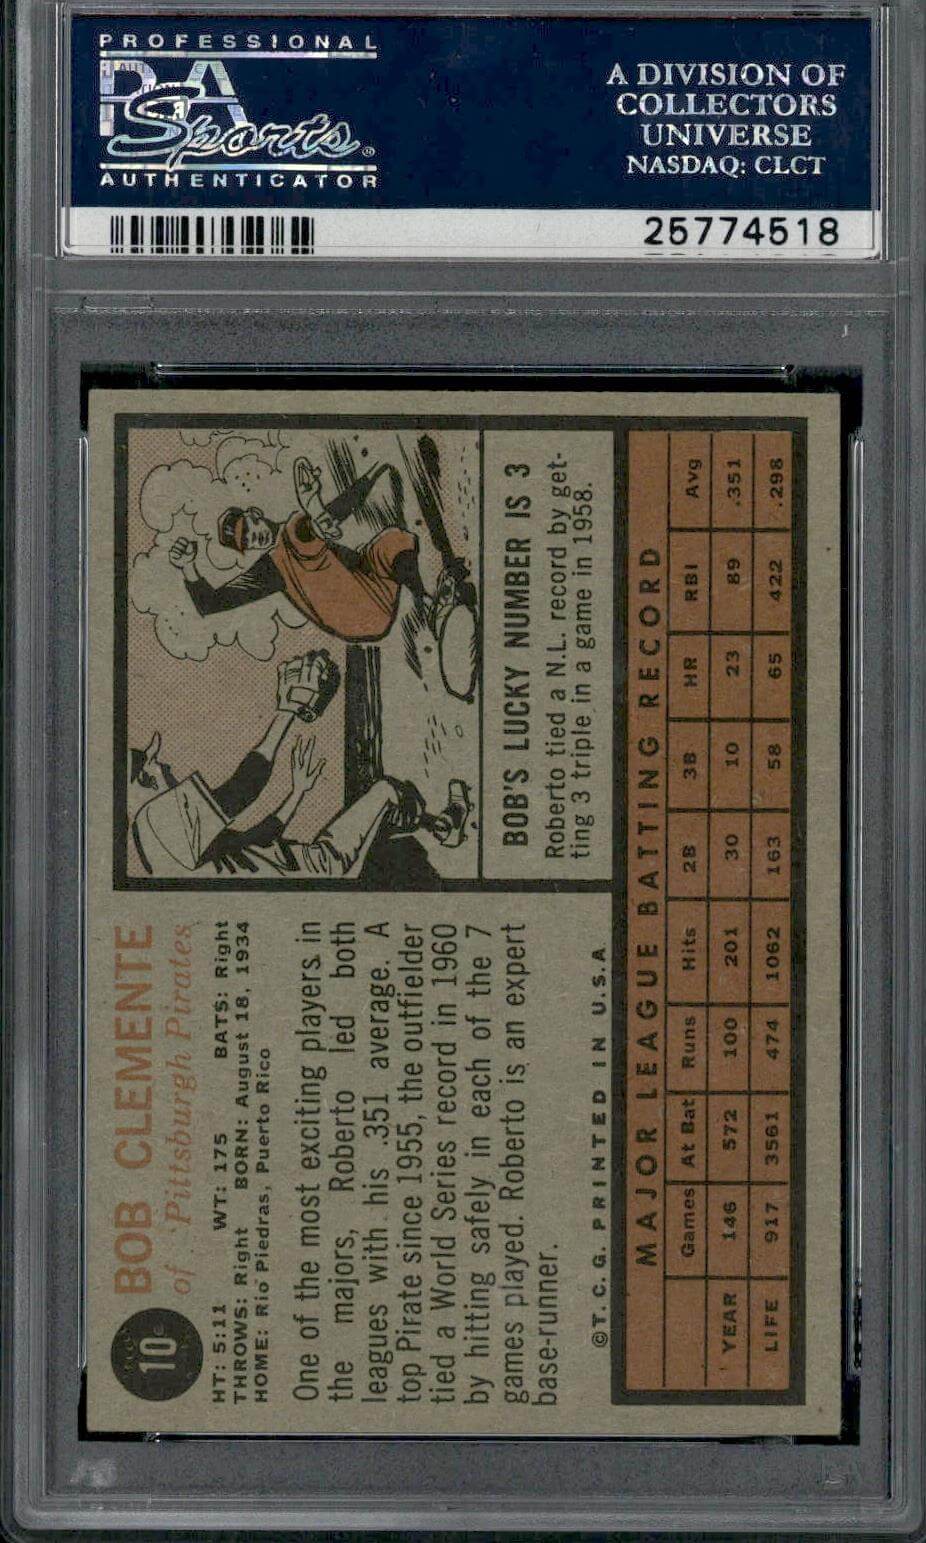 PROFESSIONAL
PSA
Sports®
AUTHENTICATOR
A DIVISION OF
COLLECTORS
UNIVERSE
NASDAQ: CLCT
25774518
10
BOB CLEMENTE
of Pittsburgh Pirates
HT: 5:11 WT: 175 BATS: Right
THROWS: Right BORN: August 18, 1934
HOME: Rio Piedras, Puerto Rico
One of the most exciting players in
the majors, Roberto led both
leagues with his .351 average. A
top Pirate since 1955, the outfielder
tied a World Series record in 1960
by hitting safely in each of the 7
games played. Roberto is an expert
base-runner.
©T.C.G. PRINTED IN U.S.A
BOB'S LUCKY NUMBER IS 3
Roberto tied a N.L. record by get-
ting 3 triple in a game in 1958.
MAJOR LEAGUE BATTING RECORD
Games At Bat Runs Hits 2B 3B HR RBI Avg
YEAR 146 572 100 201 30 10 23 89 .351
LIFE 917 3561 474 1062 163 58 65 422 .298